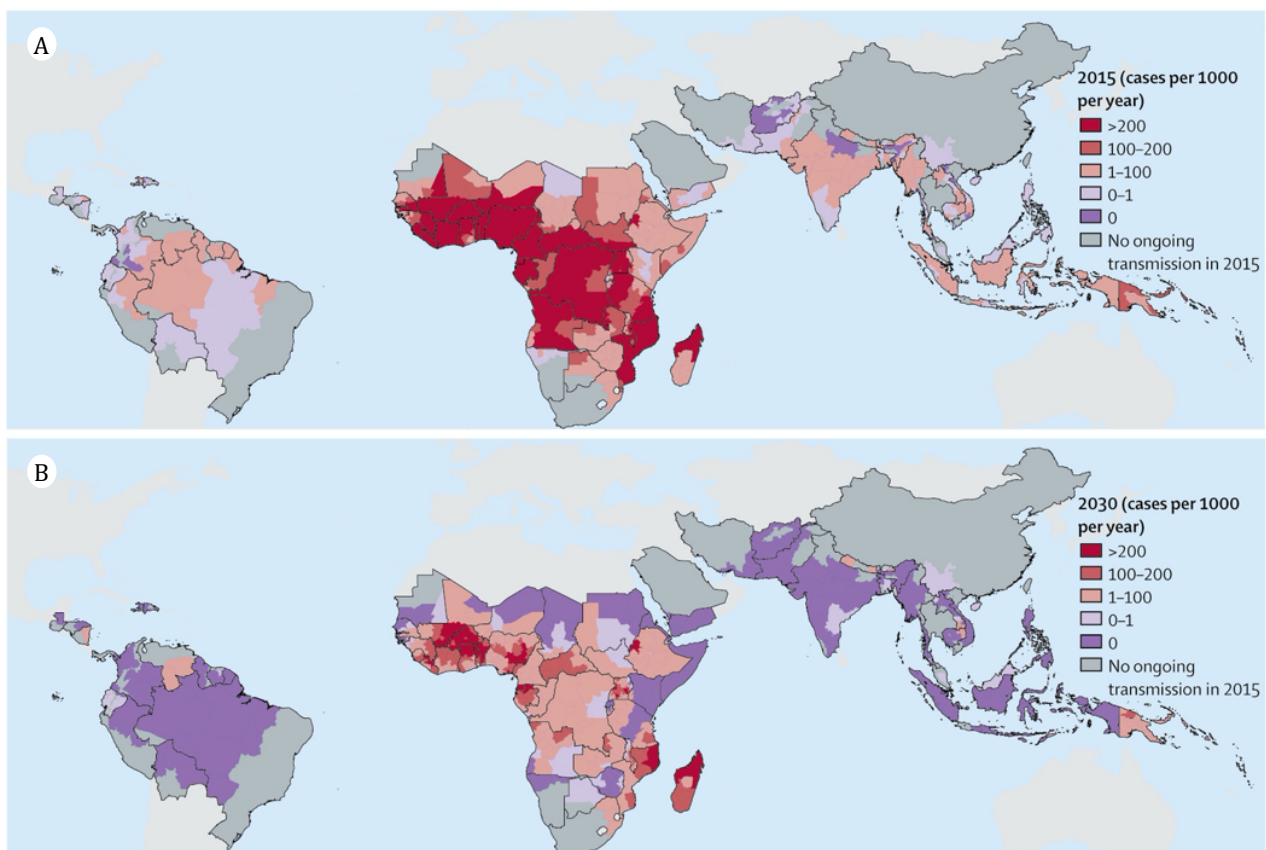 A
2015 (cases per 1000
per year)
>200
100–200
1–100
0–1
0
No ongoing
transmission in 2015
B
2030 (cases per 1000
per year)
>200
100–200
1–100
0–1
0
No ongoing
transmission in 2015